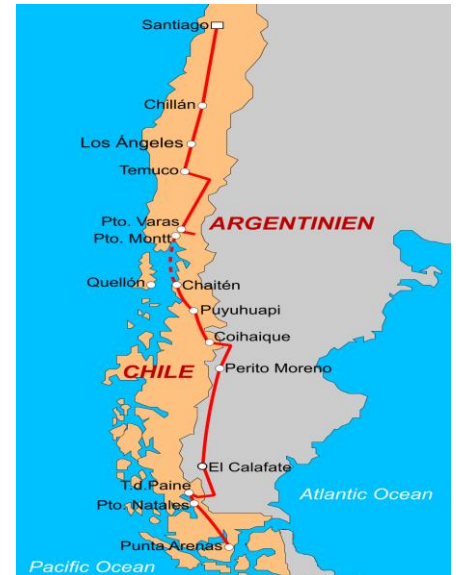 Santiago
Chillán
Los Ángeles
Temuco
Pto. Varas
ARGENTINIEN
Pto. Montt
Quellón
Chaitén
Puyuhuapi
Coihaique
CHILE
Perito Moreno
El Calafate
T.d.Paine
Atlantic Ocean
Pto. Natales
Punta Arenas
Pacific Ocean